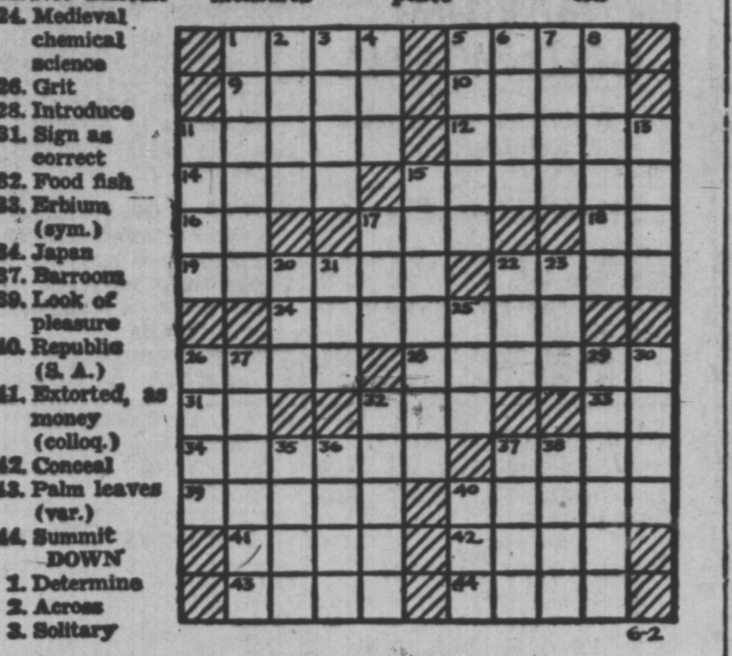 24. Medieval
chemical
science
26. Grit
28. Introduce
31. Sign as
correct
32. Food fish
33. Erbium
(sym.)
34. Japan
37. Barroom
39. Look of
pleasure
40. Republic
(S. A.)
41. Extorted, as
money
(colloq.)
42. Conceal
43. Palm leaves
(var.)
44. Summit
DOWN
1. Determine
2. Across
3. Solitary
1 2 3 4 5 6 7 8
9 10
11 12 13
14 15
16 17 18
19 20 21 22 23
24 25
26 27 28 29 30
31 32 33
34 35 36 37 38
39 40
41 42
43 44
6-2